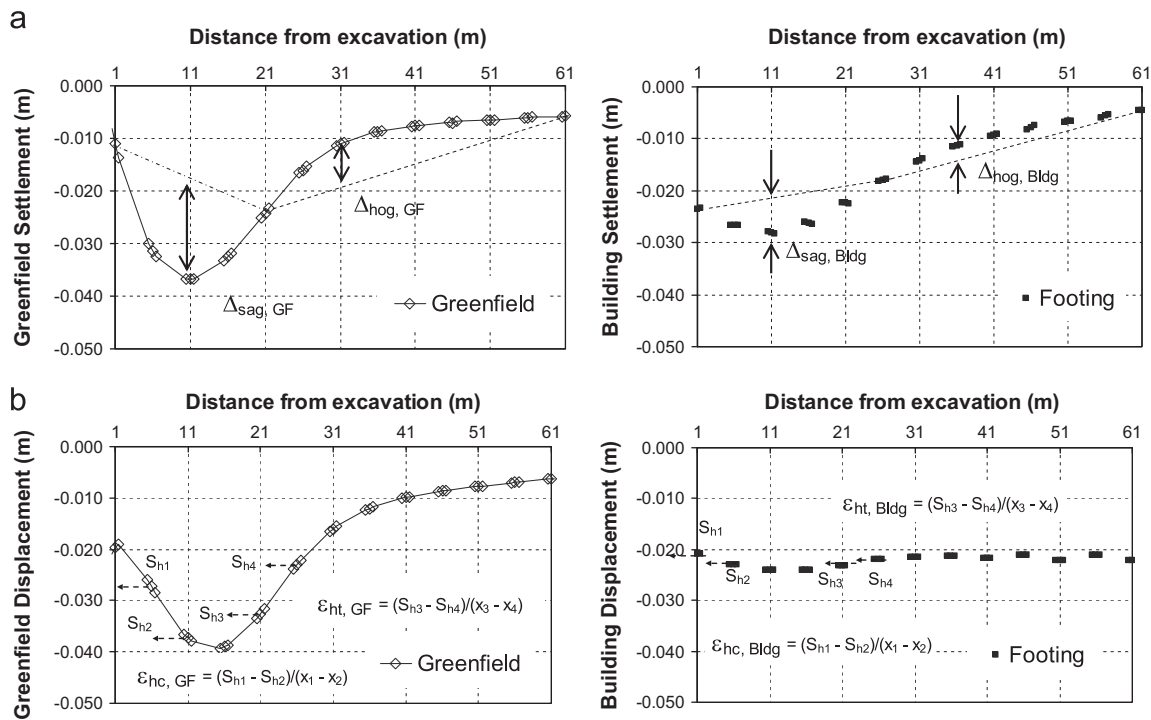 a
Distance from excavation (m)
1 11 21 31 41 51 61
Greenfield Settlement (m)
0.000
-0.010
-0.020
-0.030
-0.040
-0.050
Δhog, GF
Δsag, GF
Greenfield
Distance from excavation (m)
1 11 21 31 41 51 61
Building Settlement (m)
0.000
-0.010
-0.020
-0.030
-0.040
-0.050
Δhog, Bldg
Δsag, Bldg
Footing
b
Distance from excavation (m)
1 11 21 31 41 51 61
Greenfield Displacement (m)
0.000
-0.010
-0.020
-0.030
-0.040
-0.050
Sh1
Sh4
Sh3
Sh2
εht, GF = (Sh3 - Sh4)/(x3 - x4)
εhc, GF = (Sh1 - Sh2)/(x1 - x2)
Greenfield
Distance from excavation (m)
1 11 21 31 41 51 61
Building Displacement (m)
0.000
-0.010
-0.020
-0.030
-0.040
-0.050
εht, Bldg = (Sh3 - Sh4)/(x3 - x4)
Sh1
Sh2
Sh3
Sh4
εhc, Bldg = (Sh1 - Sh2)/(x1 - x2)
Footing